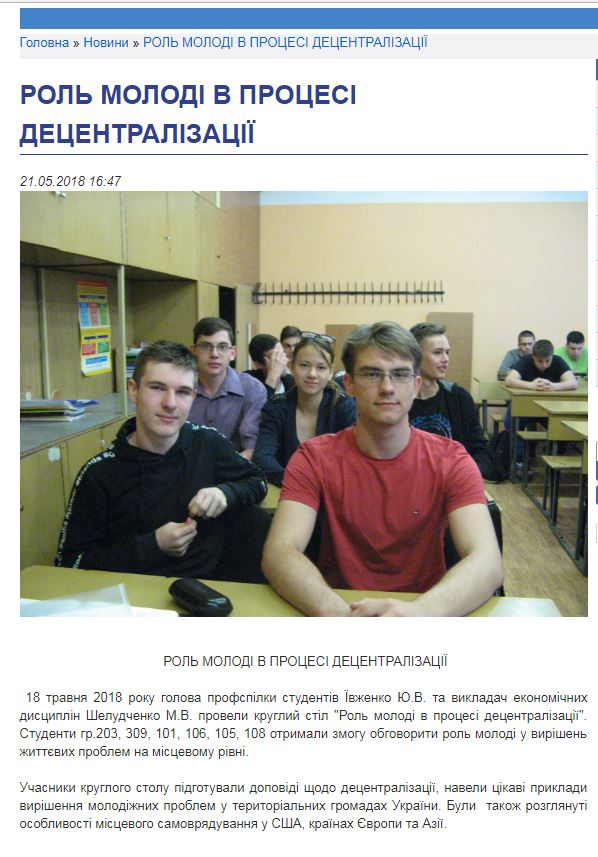 Головна » Новини » РОЛЬ МОЛОДІ В ПРОЦЕСІ ДЕЦЕНТРАЛІЗАЦІЇ
РОЛЬ МОЛОДІ В ПРОЦЕСІ
ДЕЦЕНТРАЛІЗАЦІЇ
21.05.2018 16:47
РОЛЬ МОЛОДІ В ПРОЦЕСІ ДЕЦЕНТРАЛІЗАЦІЇ
18 травня 2018 року голова профспілки студентів Ївженко Ю.В. та викладач економічних
дисциплін Шелудченко М.В. провели круглий стіл "Роль молоді в процесі децентралізації".
Студенти гр.203, 309, 101, 106, 105, 108 отримали змогу обговорити роль молоді у вирішень
життєвих проблем на місцевому рівні.
Учасники круглого столу підготували доповіді щодо децентралізації, навели цікаві приклади
вирішення молодіжних проблем у територіальних громадах України. Були також розглянуті
особливості місцевого самоврядування у США, країнах Європи та Азії.